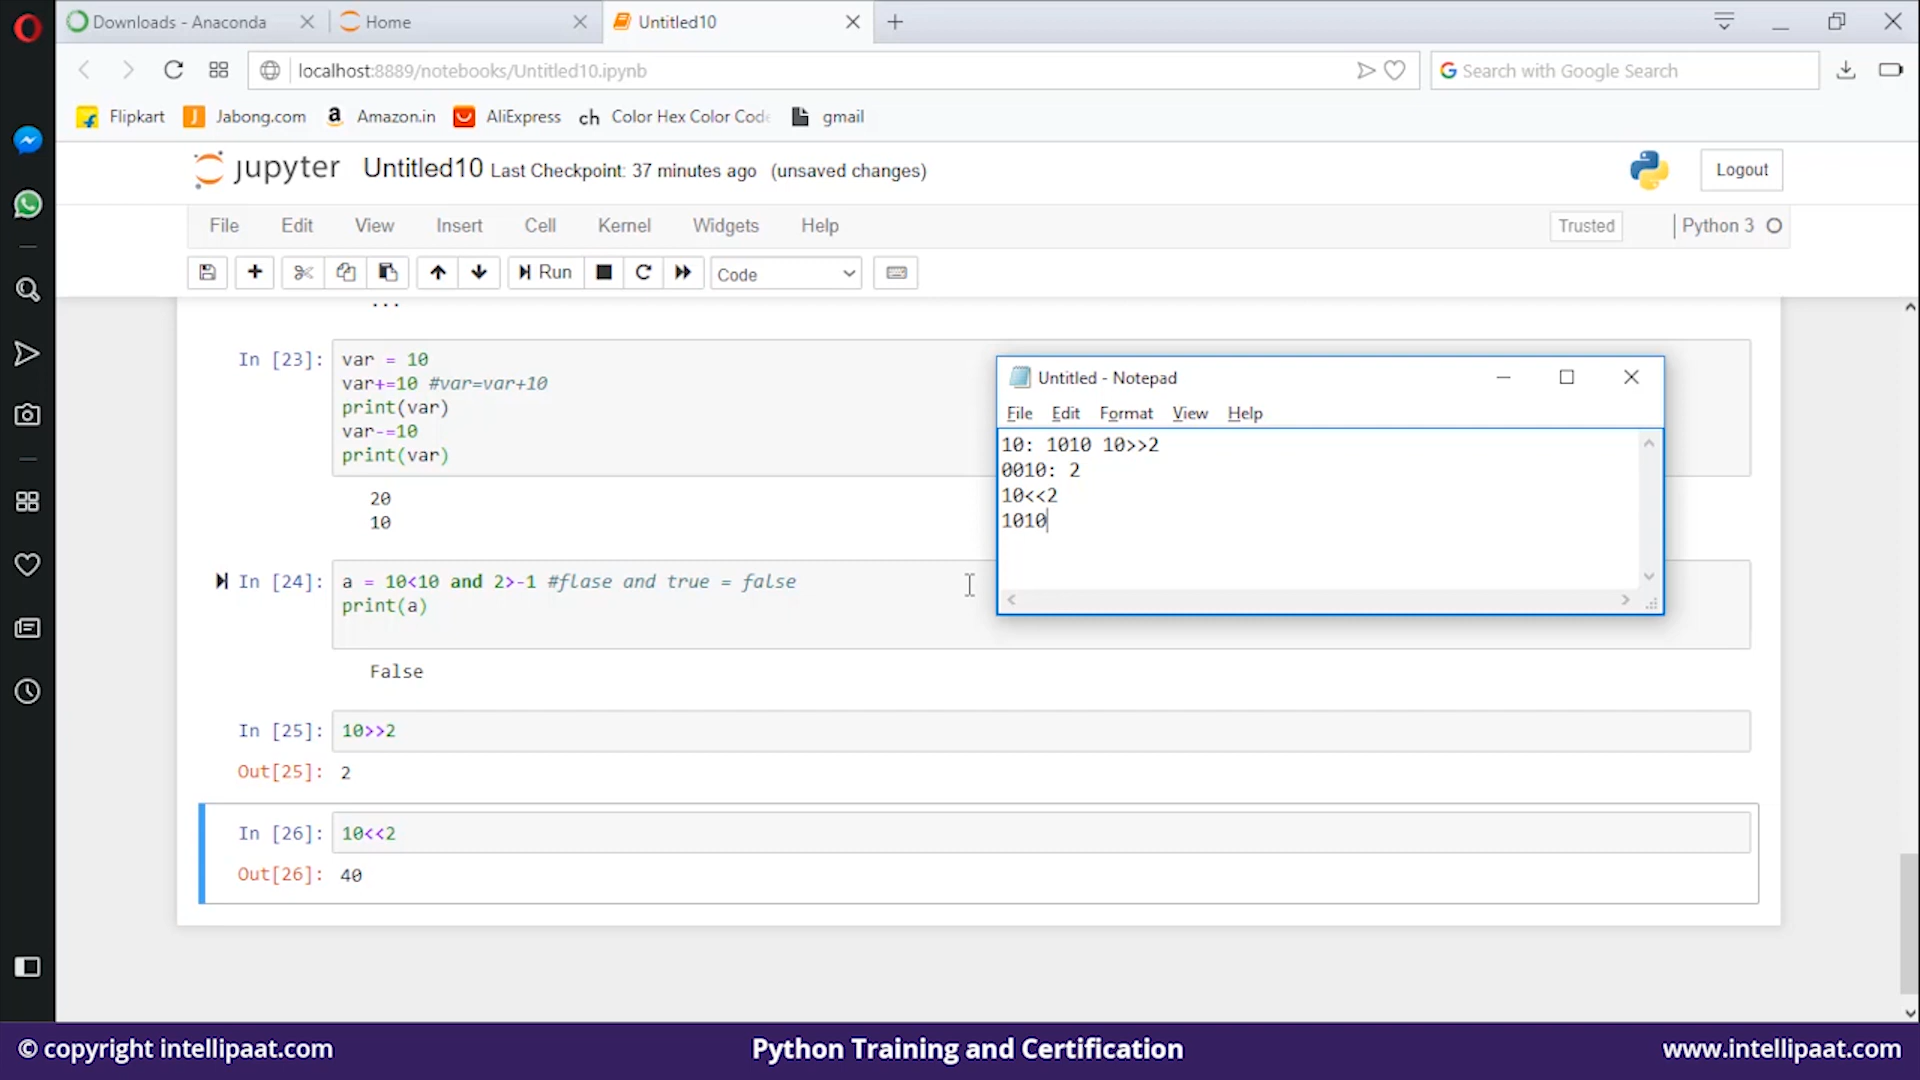 Downloads - Anaconda
Home
Untitled10
localhost:8889/notebooks/Untitled10.ipynb
Search with Google Search
Flipkart
Jabong.com
Amazon.in
AliExpress
ch Color Hex Color Code
gmail
jupyter Untitled10 Last Checkpoint: 37 minutes ago (unsaved changes)
Logout
File Edit View Insert Cell Kernel Widgets Help
Trusted
Python 3
Run
Code
...
In [23]:
var = 10
var+=10 #var=var+10
print(var)
var-=10
print(var)
20
10
Untitled - Notepad
File Edit Format View Help
10: 1010 10>>2
0010: 2
10<<2
1010
In [24]:
a = 10<10 and 2>-1 #flase and true = false
print(a)
False
In [25]: 10>>2
Out[25]: 2
In [26]: 10<<2
Out[26]: 40
© copyright intellipaat.com
Python Training and Certification
www.intellipaat.com